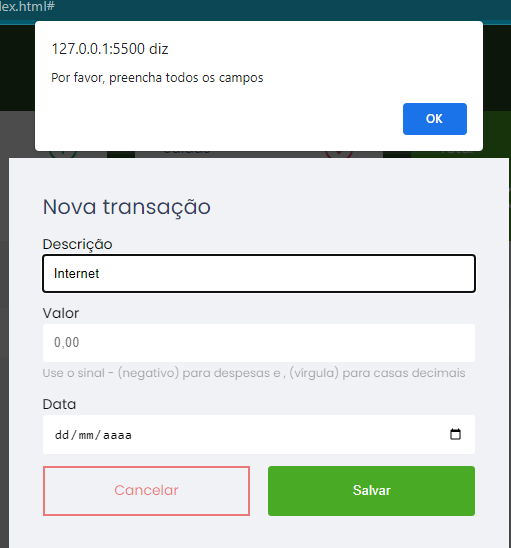 dex.html#
127.0.0.1:5500 diz
Por favor, preencha todos os campos
OK
Nova transação
Descrição
Internet
Valor
0,00
Use o sinal - (negativo) para despesas e , (vírgula) para casas decimais
Data
dd/mm/aaaa
Cancelar
Salvar